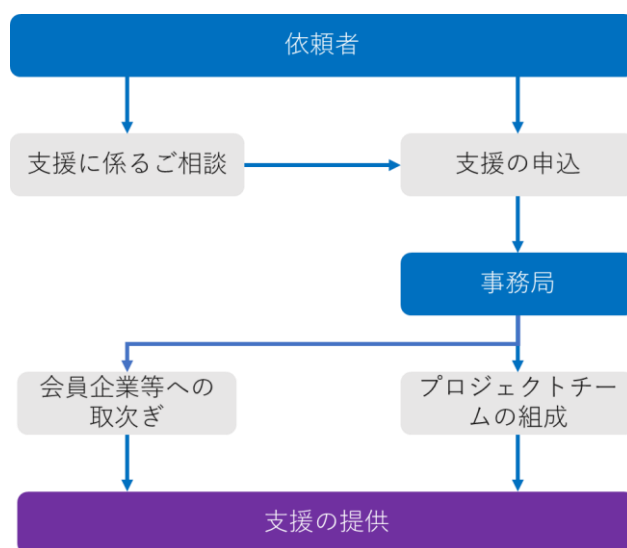 依頼者
支援に係るご相談
支援の申込
事務局
会員企業等への
取次ぎ
プロジェクトチー
ムの組成
支援の提供